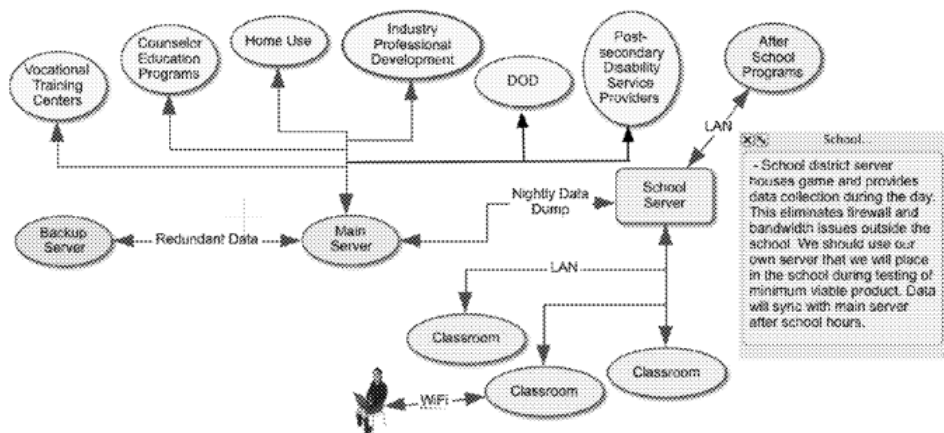 Vocational
Training
Centers
Counselor
Education
Programs
Home Use
Industry
Professional
Development
DOD
Post-
secondary
Disability
Service
Providers
After
School
Programs
LAN
School...
- School district server
houses game and provides
data collection during the day.
This eliminates firewall and
bandwidth issues outside the
school. We should use our
own server that we will place
in the school during testing of
minimum viable product. Data
will sync with main server
after school hours.
School
Server
Nightly Data
Dump
Backup
Server
Redundant Data
Main
Server
LAN
Classroom
Classroom
Classroom
WiFi